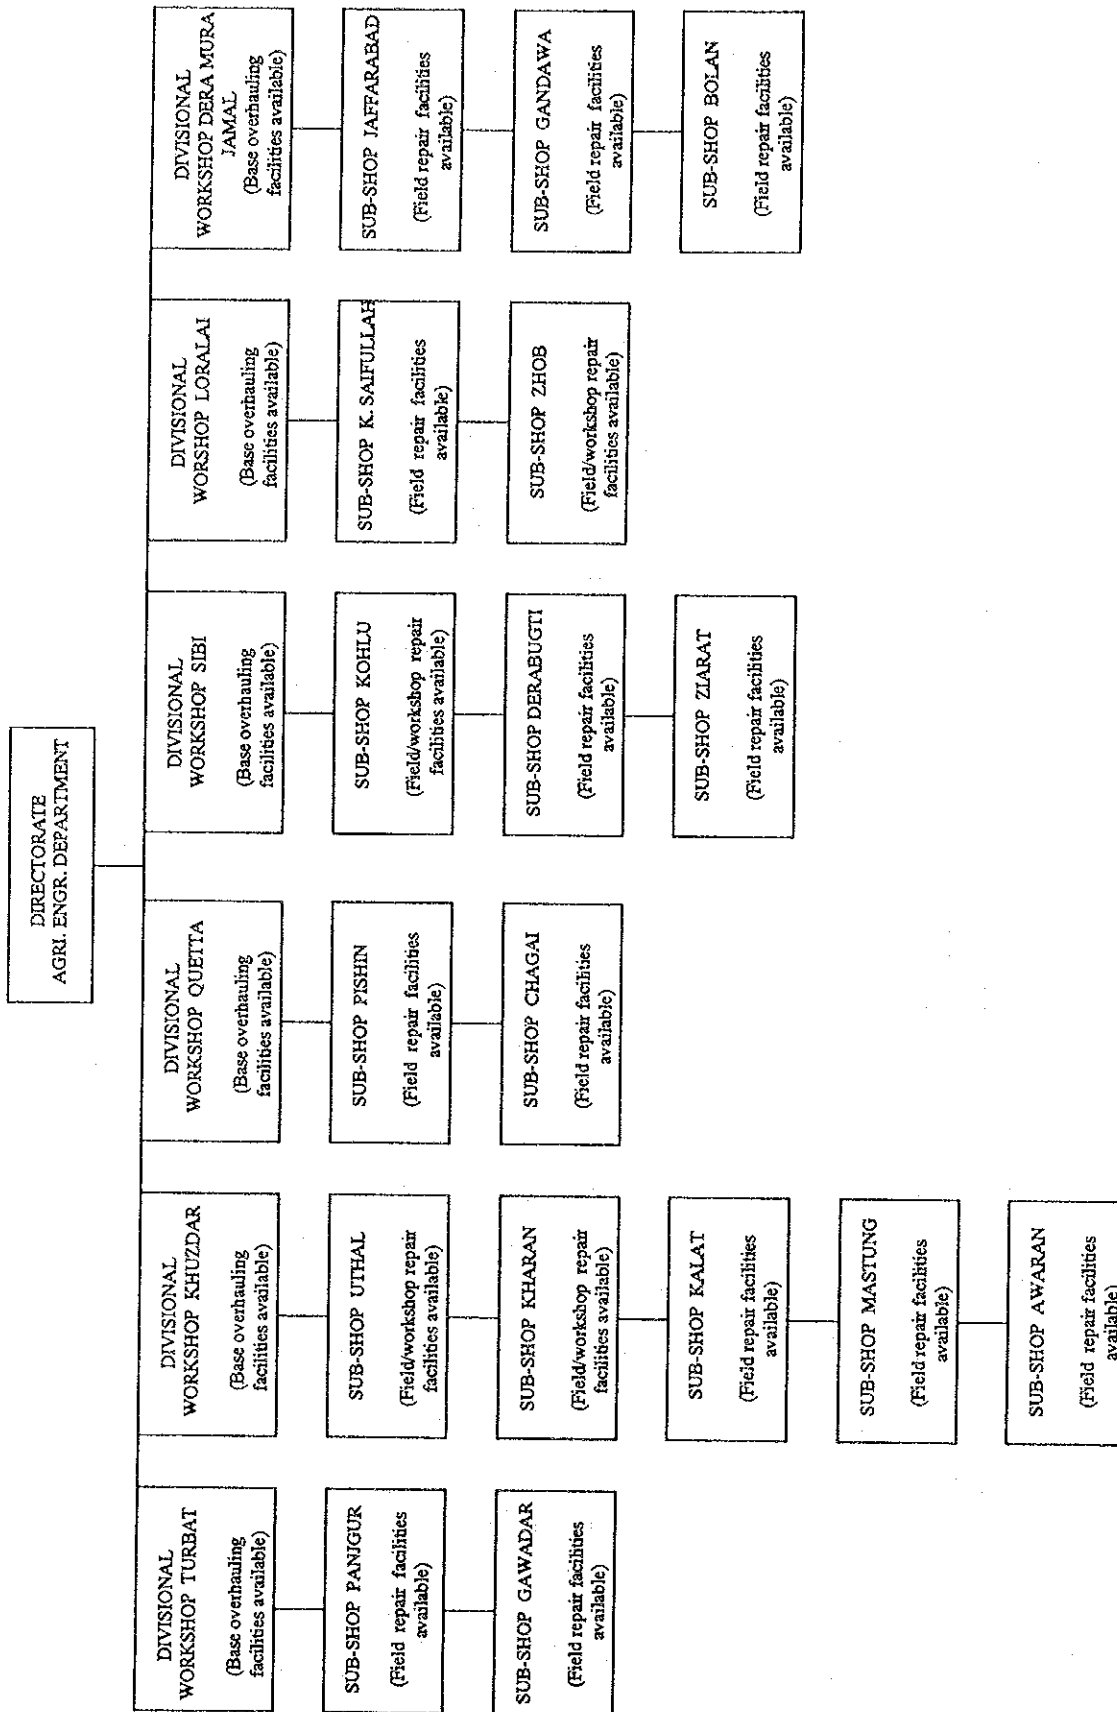 DIRECTORATE
AGRI. ENGR. DEPARTMENT
DIVISIONAL
WORKSHOP TURBAT
(Base overhauling
facilities available)
SUB-SHOP PANJGUR
(Field repair facilities
available)
SUB-SHOP GAWADAR
(Field repair facilities
available)
DIVISIONAL
WORKSHOP KHUZDAR
(Base overhauling
facilities available)
SUB-SHOP UTHAL
(Field/workshop repair
facilities available)
SUB-SHOP KHARAN
(Field/workshop repair
facilities available)
SUB-SHOP KALAT
(Field repair facilities
available)
SUB-SHOP MASTUNG
(Field repair facilities
available)
SUB-SHOP AWARAN
(Field repair facilities
available)
DIVISIONAL
WORKSHOP QUETTA
(Base overhauling
facilities available)
SUB-SHOP PISHIN
(Field repair facilities
available)
SUB-SHOP CHAGAI
(Field repair facilities
available)
DIVISIONAL
WORKSHOP SIBI
(Base overhauling
facilities available)
SUB-SHOP KOHLU
(Field/workshop repair
facilities available)
SUB-SHOP DERABUGTI
(Field repair facilities
available)
SUB-SHOP ZIARAT
(Field repair facilities
available)
DIVISIONAL
WORSHOP LORALAI
(Base overhauling
facilities available)
SUB-SHOP K. SAIFULLAH
(Field repair facilities
available)
SUB-SHOP ZHOB
(Field/workshop repair
facilities available)
DIVISIONAL
WORKSHOP DERA MURA
JAMAL
(Base overhauling
facilities available)
SUB-SHOP JAFFARABAD
(Field repair facilities
available)
SUB-SHOP GANDAWA
(Field repair facilities
available)
SUB-SHOP BOLAN
(Field repair facilities
available)